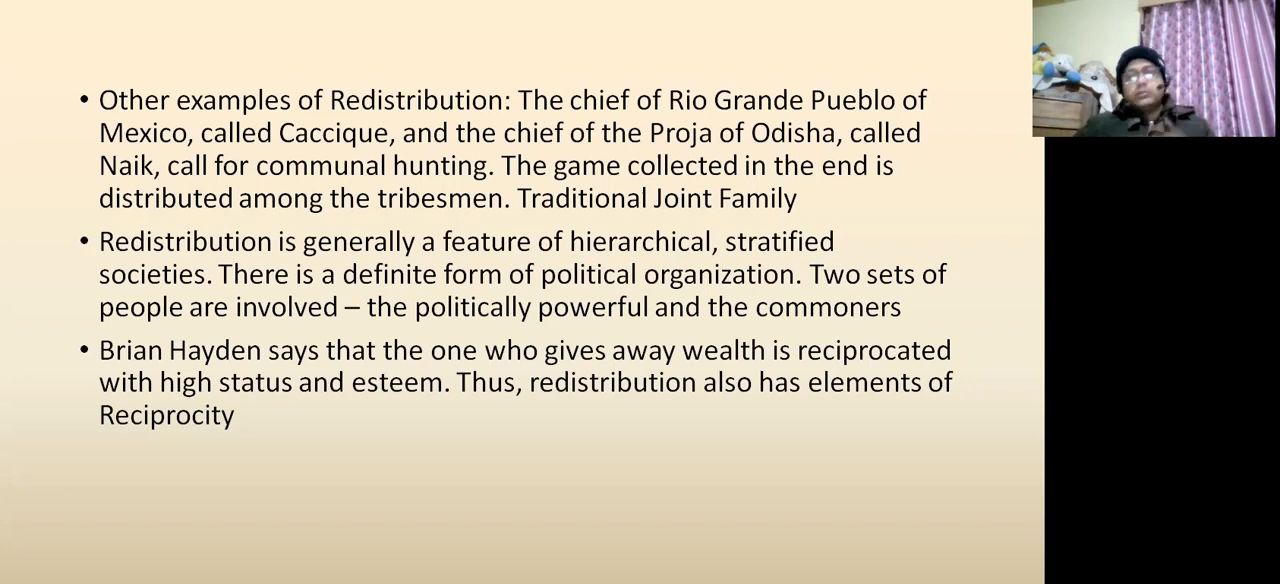 • Other examples of Redistribution: The chief of Rio Grande Pueblo of
Mexico, called Caccique, and the chief of the Proja of Odisha, called
Naik, call for communal hunting. The game collected in the end is
distributed among the tribesmen. Traditional Joint Family
• Redistribution is generally a feature of hierarchical, stratified
societies. There is a definite form of political organization. Two sets of
people are involved – the politically powerful and the commoners
• Brian Hayden says that the one who gives away wealth is reciprocated
with high status and esteem. Thus, redistribution also has elements of
Reciprocity